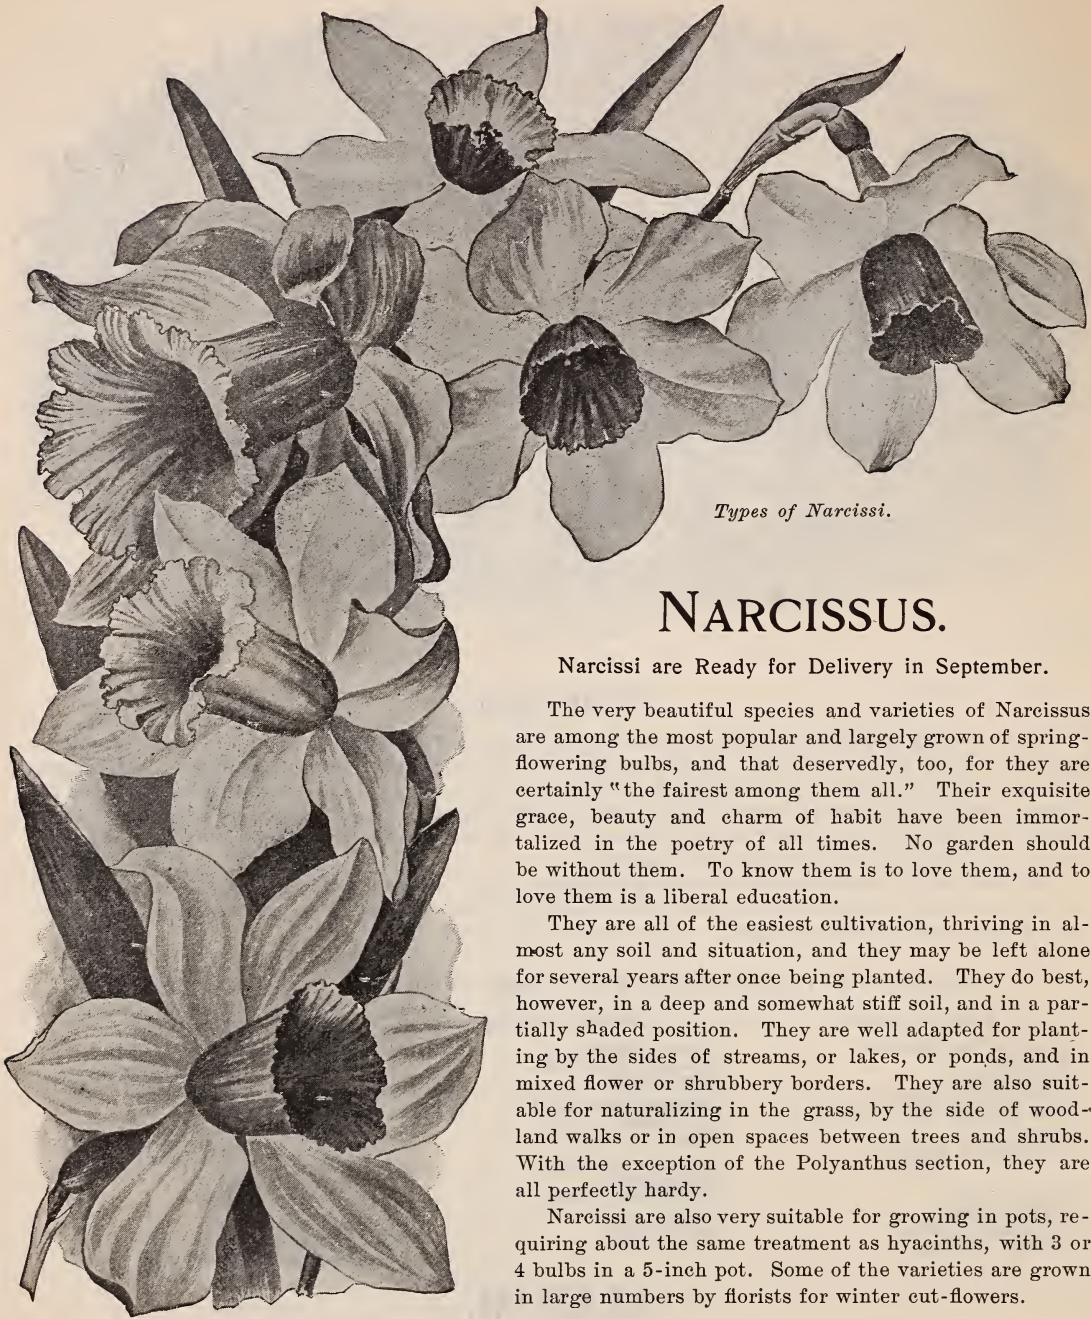 Types of Narcissi.
NARCISSUS.
Narcissi are Ready for Delivery in September.
The very beautiful species and varieties of Narcissus
are among the most popular and largely grown of spring-
flowering bulbs, and that deservedly, too, for they are
certainly "the fairest among them all." Their exquisite
grace, beauty and charm of habit have been immor-
talized in the poetry of all times. No garden should
be without them. To know them is to love them, and to
love them is a liberal education.
They are all of the easiest cultivation, thriving in al-
most any soil and situation, and they may be left alone
for several years after once being planted. They do best,
however, in a deep and somewhat stiff soil, and in a par-
tially shaded position. They are well adapted for plant-
ing by the sides of streams, or lakes, or ponds, and in
mixed flower or shrubbery borders. They are also suit-
able for naturalizing in the grass, by the side of wood-
land walks or in open spaces between trees and shrubs.
With the exception of the Polyanthus section, they are
all perfectly hardy.
Narcissi are also very suitable for growing in pots, re-
quiring about the same treatment as hyacinths, with 3 or
4 bulbs in a 5-inch pot. Some of the varieties are grown
in large numbers by florists for winter cut-flowers.